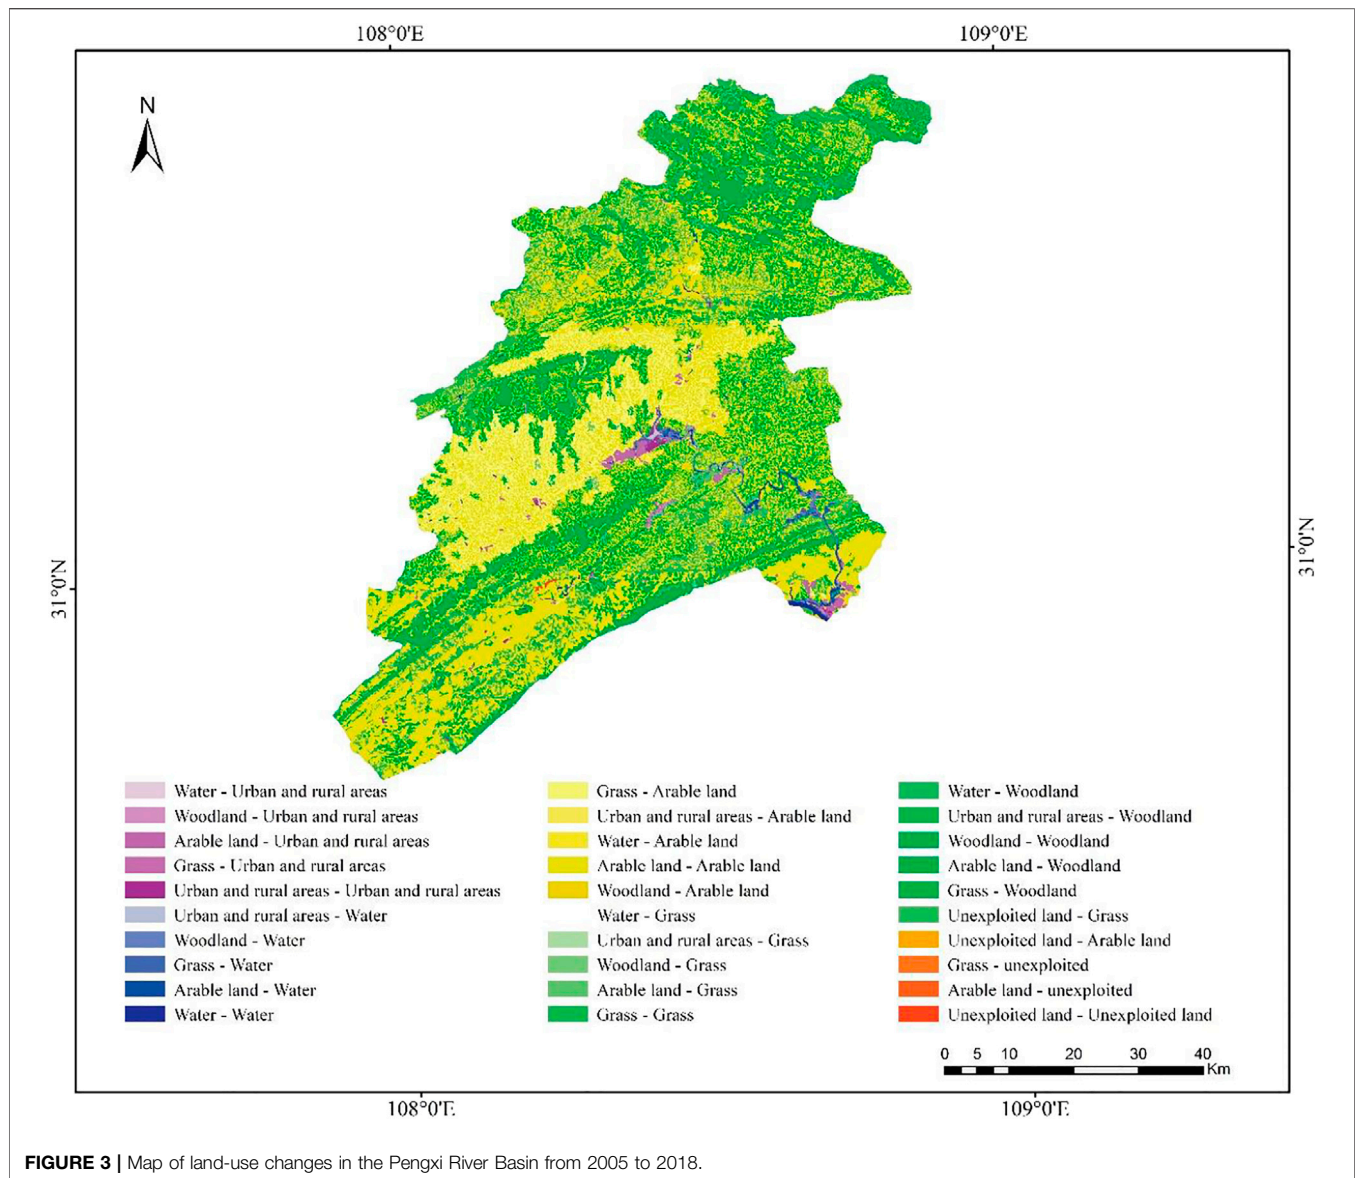 108°0'E 109°0'E
N
31°0'N
31°0'N
Water - Urban and rural areas
Woodland - Urban and rural areas
Arable land - Urban and rural areas
Grass - Urban and rural areas
Urban and rural areas - Urban and rural areas
Urban and rural areas - Water
Woodland - Water
Grass - Water
Arable land - Water
Water - Water
Grass - Arable land
Urban and rural areas - Arable land
Water - Arable land
Arable land - Arable land
Woodland - Arable land
Water - Grass
Urban and rural areas - Grass
Woodland - Grass
Arable land - Grass
Grass - Grass
Water - Woodland
Urban and rural areas - Woodland
Woodland - Woodland
Arable land - Woodland
Grass - Woodland
Unexploited land - Grass
Unexploited land - Arable land
Grass - unexploited
Arable land - unexploited
Unexploited land - Unexploited land
0 5 10 20 30 40
Km
108°0'E 109°0'E
FIGURE 3 | Map of land-use changes in the Pengxi River Basin from 2005 to 2018.